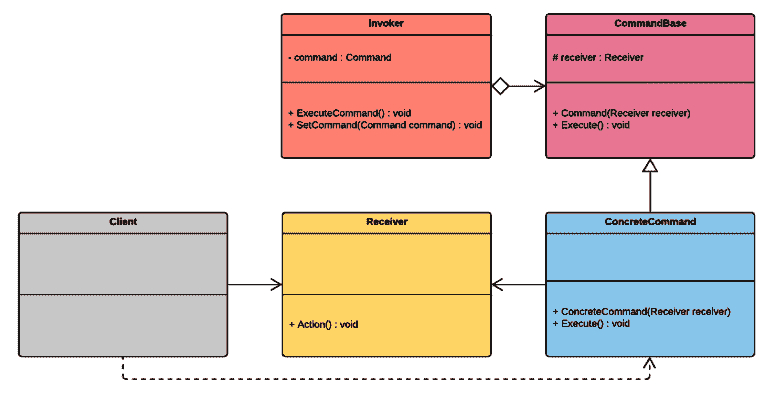 Invoker
- command : Command
+ ExecuteCommand() : void
+ SetCommand(Command command) : void
CommandBase
# receiver : Receiver
+ Command(Receiver receiver)
+ Execute() : void
Client
Receiver
+ Action() : void
ConcreteCommand
+ ConcreteCommand(Receiver receiver)
+ Execute() : void